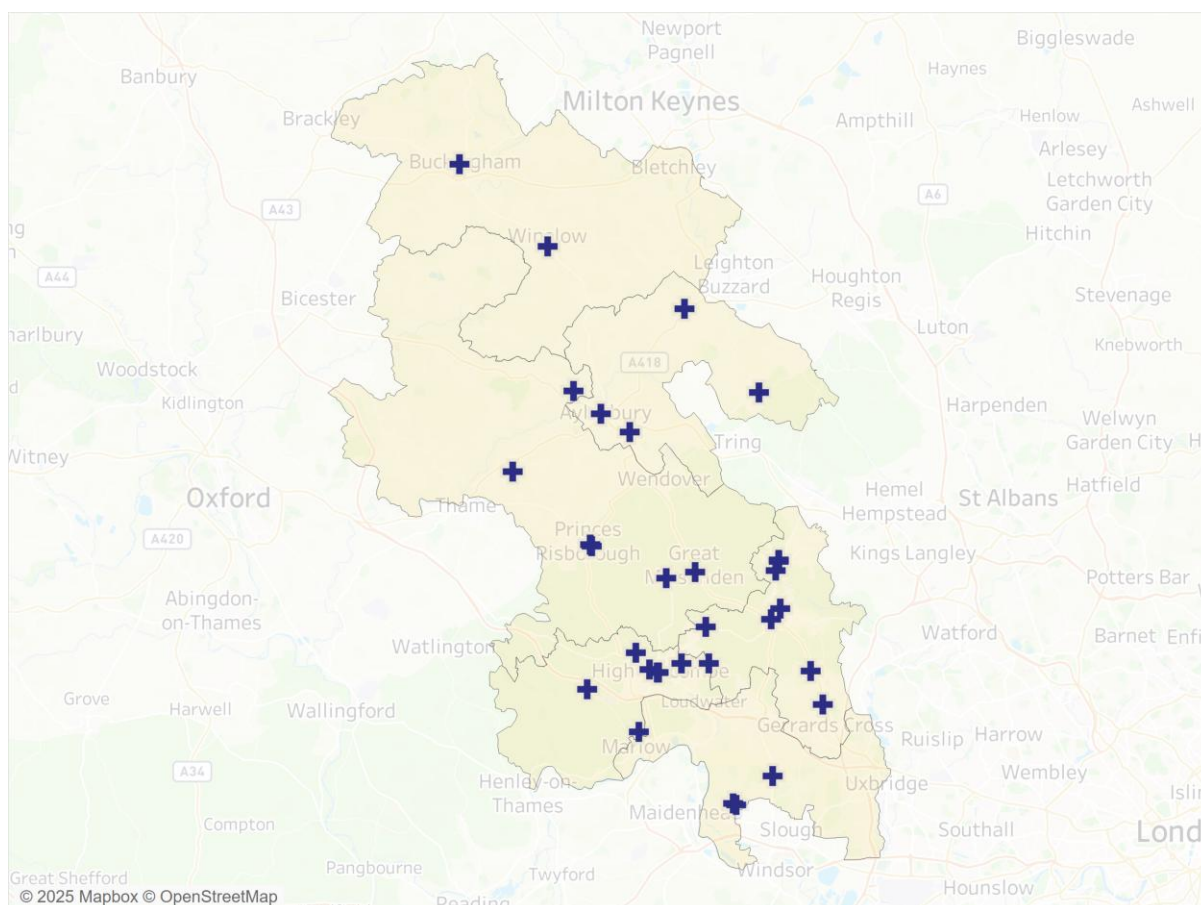 Newport
Pagnell
Biggleswade
Banbury
Haynes
Milton Keynes
Ashwell
Brackley
Ampthill
Henlow
Arlesey
Buckingham
Bletchley
Letchworth
Garden City
A6
A43
Hitchin
Winslow
Leighton
Buzzard
Houghton
Regis
A44
Bicester
Stevenage
Luton
Knebworth
Woodstock
A418
Kidlington
Aylesbury
Harpenden
Welwyn
Garden City
Witney
Tring
Wendover
Hatfield
Oxford
Thame
Hemel
Hempstead
St Albans
A420
Princes
Risborough
Great
Missenden
Kings Langley
Potters Bar
Abingdon-
on-Thames
Watlington
Watford
Barnet
Grove
Harwell
Wallingford
High Wycombe
Loudwater
Gerrards Cross
Ruislip
Harrow
Marlow
A34
Henley-on-
Thames
Uxbridge
Wembley
Maidenhead
Slough
Southall
Compton
Windsor
Hounslow
Great Shefford
Pangbourne
Twyford
© 2025 Mapbox © OpenStreetMap